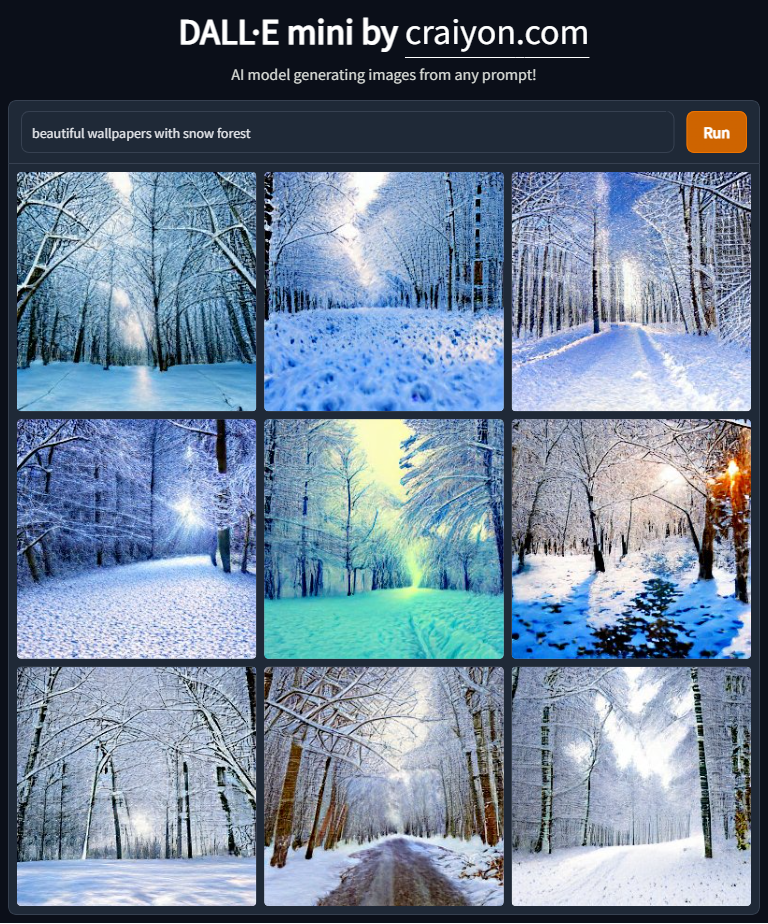 DALL·E mini by craiyon.com
AI model generating images from any prompt!
beautiful wallpapers with snow forest
Run